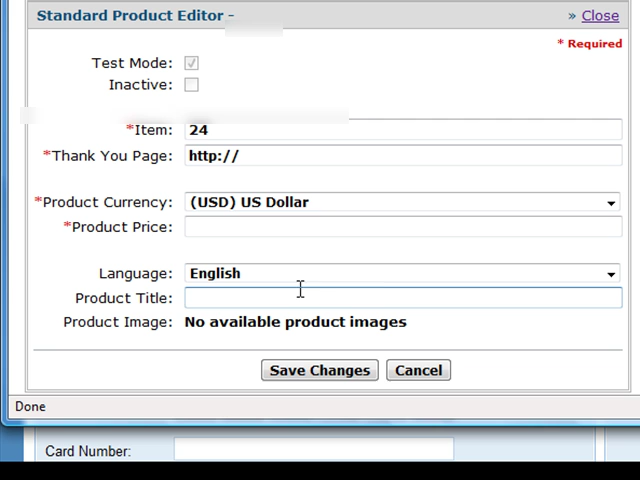 Standard Product Editor - » Close
* Required
Test Mode:
Inactive:
*Item: 24
*Thank You Page: http://
*Product Currency: (USD) US Dollar
*Product Price:
Language: English
Product Title:
Product Image: No available product images
Save Changes Cancel
Done
Card Number: